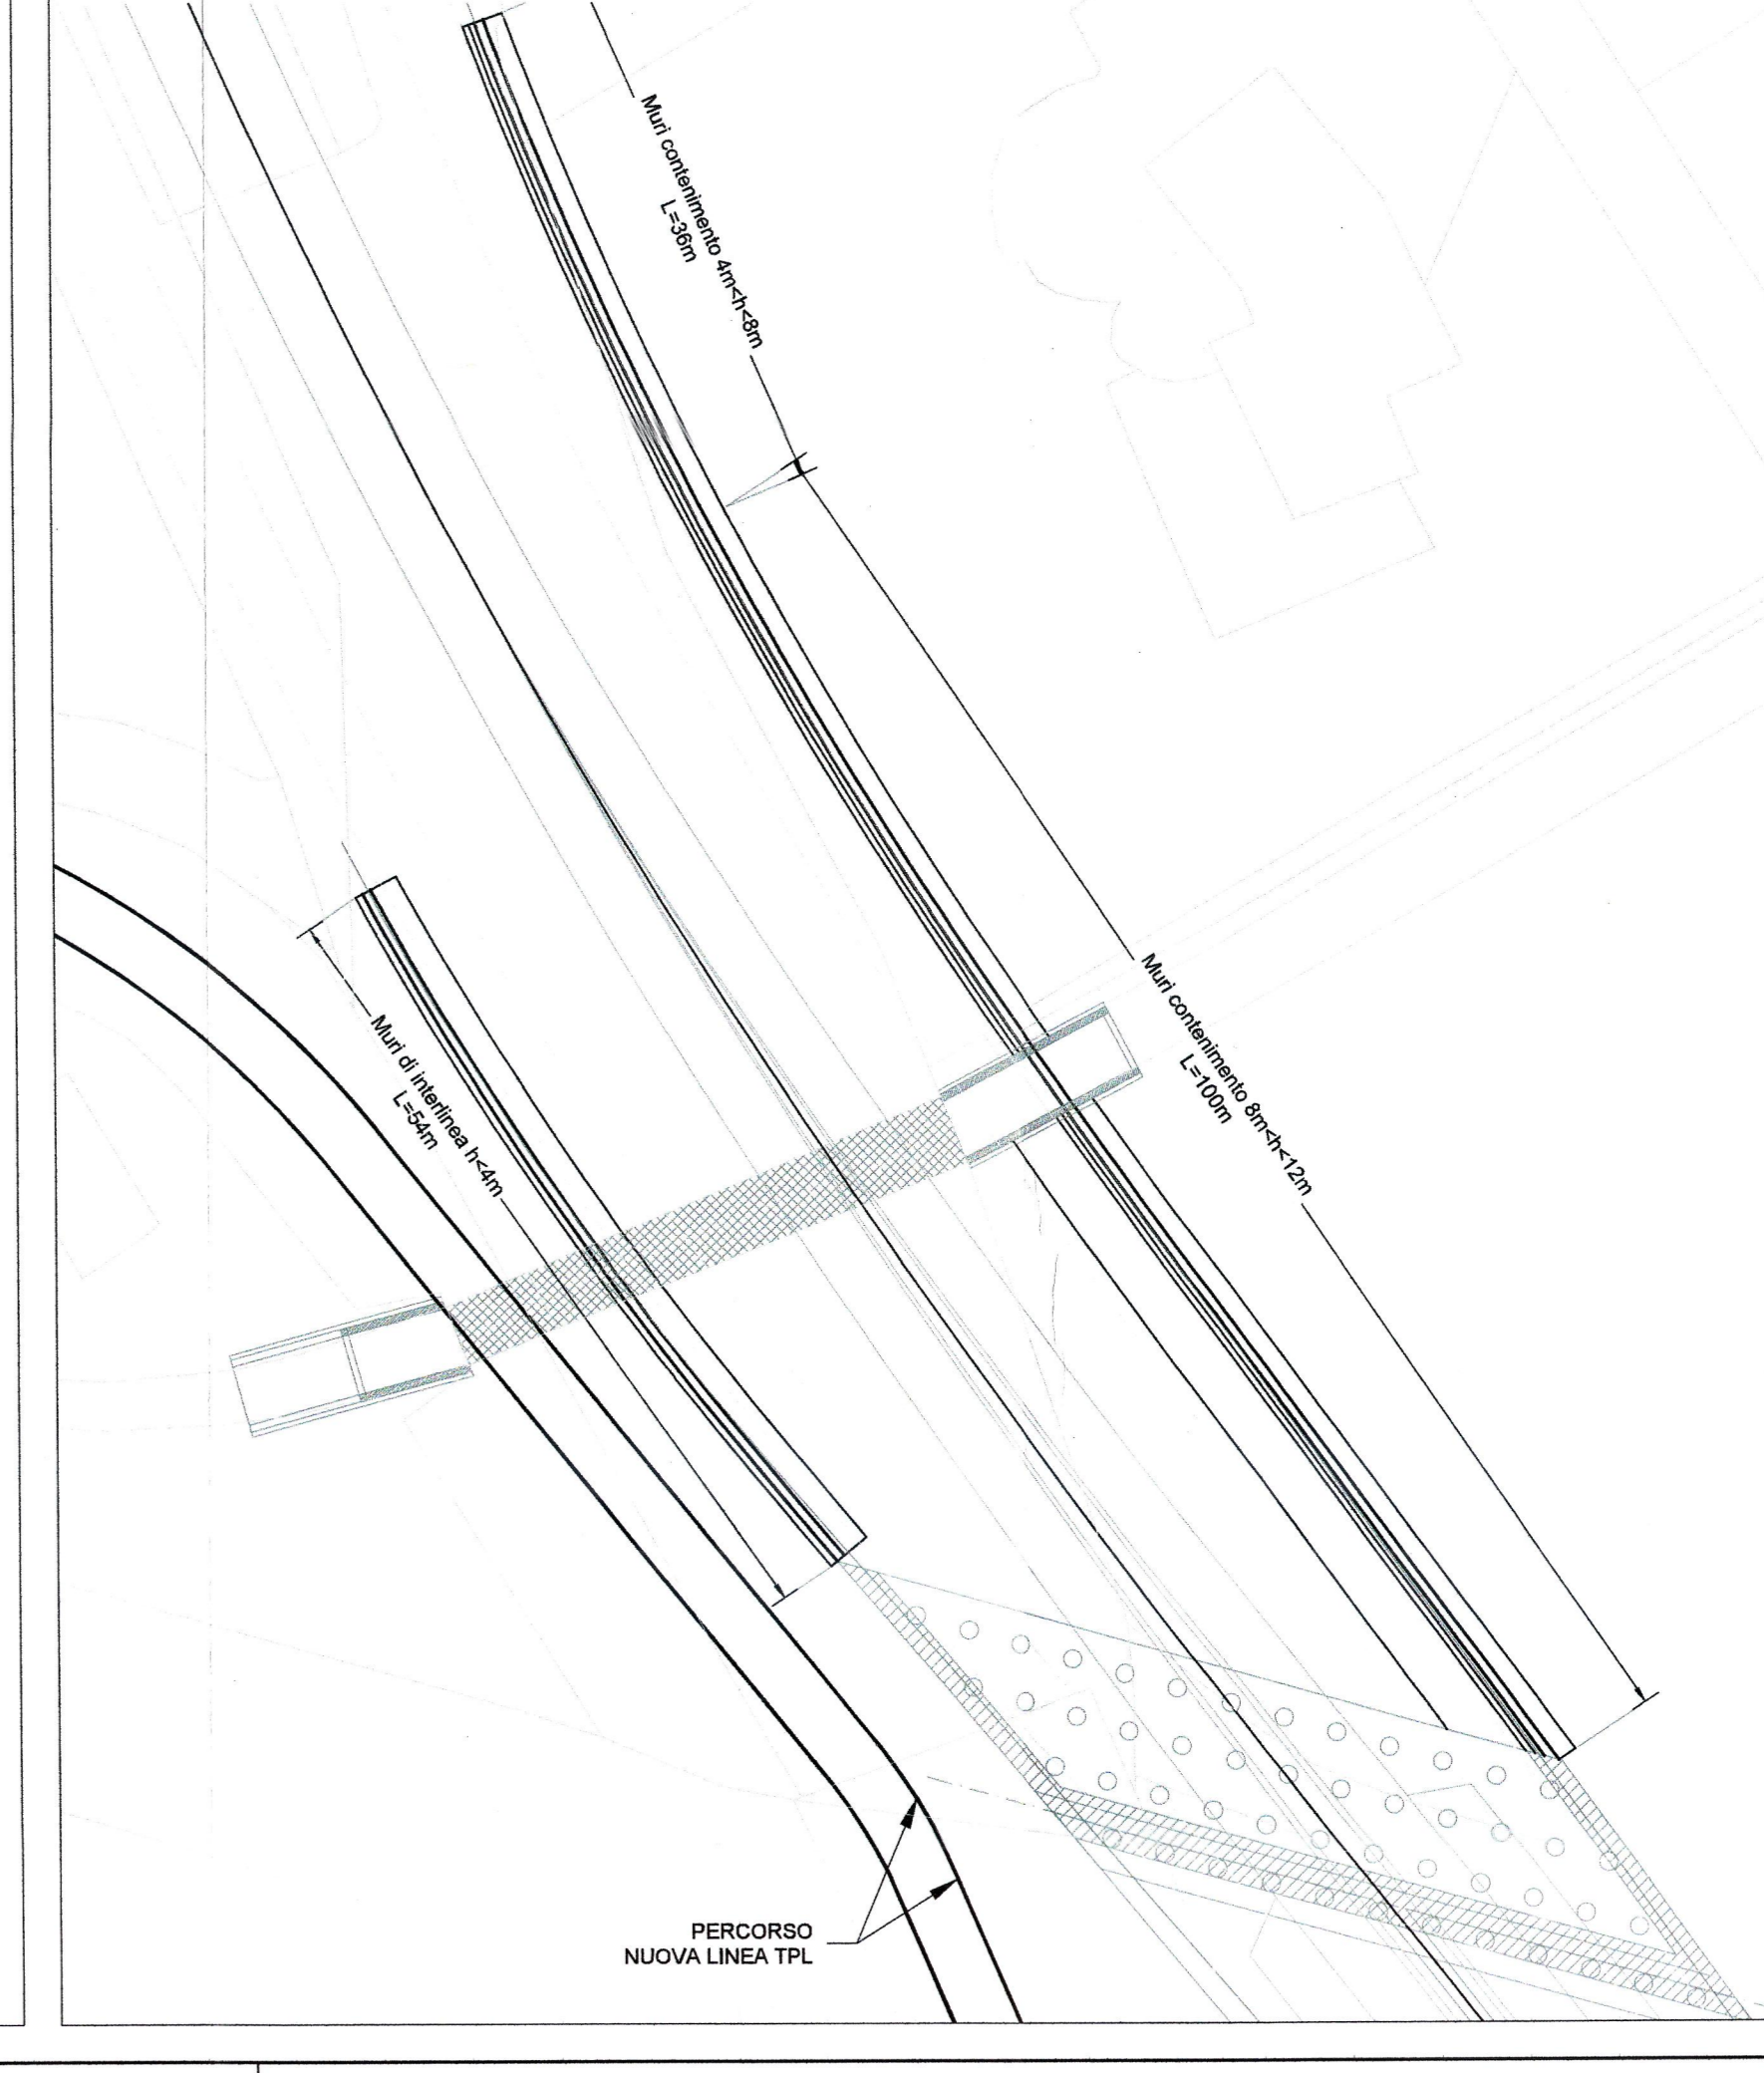 Muri contenimento 4m<h<8m
L=36m
Muri contenimento 8m<h<12m
L=100m
Muri di interlinea h<4m
L=54m
PERCORSO
NUOVA LINEA TPL